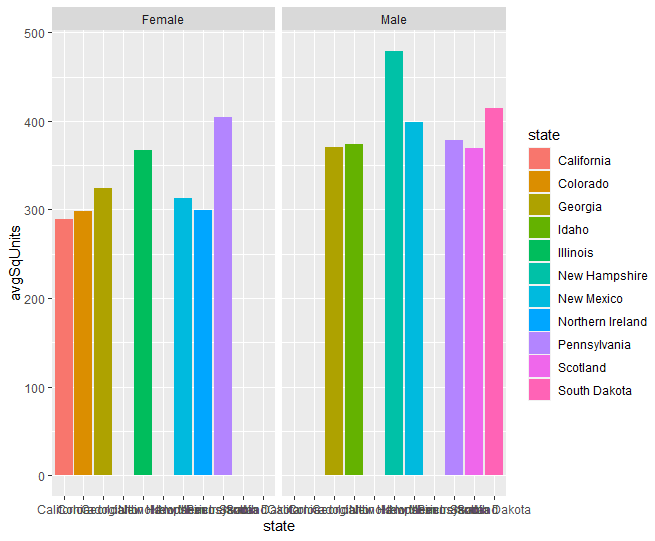 Female Male
500
400
300
200
100
0
avgSqUnits
state
state
California
Colorado
Georgia
Idaho
Illinois
New Hampshire
New Mexico
Northern Ireland
Pennsylvania
Scotland
South Dakota